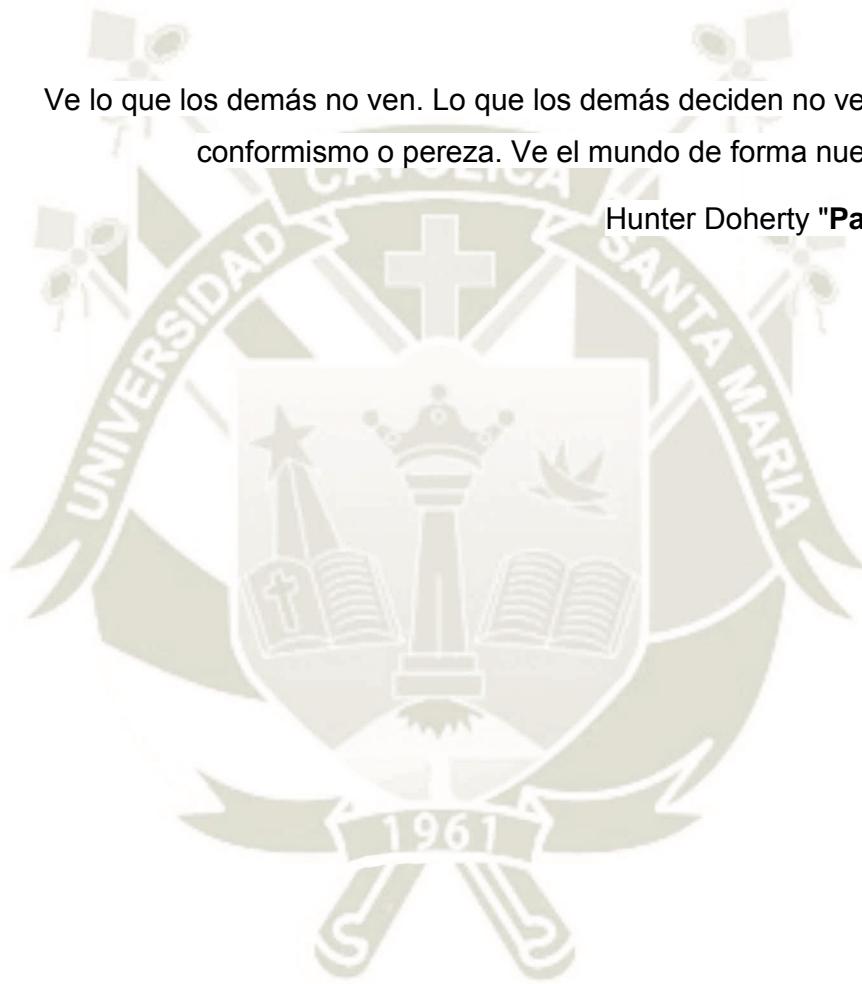 Ve lo que los demás no ven. Lo que los demás deciden no ve
conformismo o pereza. Ve el mundo de forma nue
Hunter Doherty "Pa
UNIVERSIDAD CATOLICA SANTA MARIA
1961